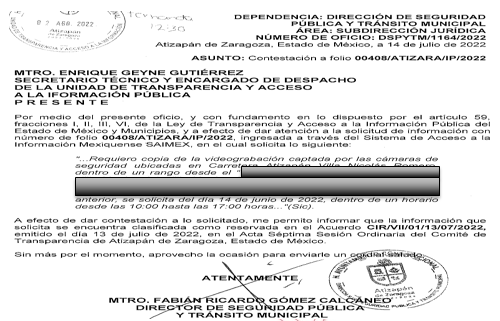 DEPENDENCIA: DIRECCIÓN DE SEGURIDAD
PÚBLICA Y TRÁNSITO MUNICIPAL
ÁREA: SUBDIRECCIÓN JURÍDICA
NÚMERO DE OFICIO: DSPYTM/1164/2022
Atizapán de Zaragoza, Estado de México, a 14 de julio de 2022
02 AGO. 2022
Atizapán
12:30
ASUNTO: Contestación a folio 00408/ATIZARA/IP/2022
MTRO. ENRIQUE GEYNE GUTIÉRREZ
SECRETARIO TÉCNICO Y ENCARGADO DE DESPACHO
DE LA UNIDAD DE TRANSPARENCIA Y ACCESO
A LA IFORMACIÓN PÚBLICA
P R E S E N T E
Por medio del presente oficio, y con fundamento en lo dispuesto por el artículo 59,
fracciones I, II, III, VI, de la Ley de Transparencia y Acceso a la Información Pública del
Estado de México y Municipios, y a efecto de dar atención a la solicitud de información con
número de folio 00408/ATIZARA/IP/2022, ingresada a través del Sistema de Acceso a la
Información Mexiquense SAIMEX, en el cual solicita lo siguiente:
"...Requiero copia de la videograbación captada por las cámaras de
seguridad ubicadas en Carretera Atizapán Villa Nicolás Romero
dentro de un rango desde el "
anterior, se solicita del día 14 de junio de 2022, dentro de un horario
desde las 10:00 hasta las 17:00 horas..."(Sic).
A efecto de dar contestación a lo solicitado, me permito informar que la información que
solicita se encuentra clasificada como reservada en el Acuerdo CIR/VII/01/13/07/2022,
emitido el día 13 de julio de 2022, en el Acta Séptima Sesión Ordinaria del Comité de
Transparencia de Atizapán de Zaragoza, Estado de México.
Sin más por el momento, aprovecho la ocasión para enviarle un cordial saludo.
ATENTAMENTE
Atizapán
MTRO. FABIÁN RICARDO GÓMEZ CALCÁNEO
DIRECTOR DE SEGURIDAD PÚBLICA
Y TRÁNSITO MUNICIPAL